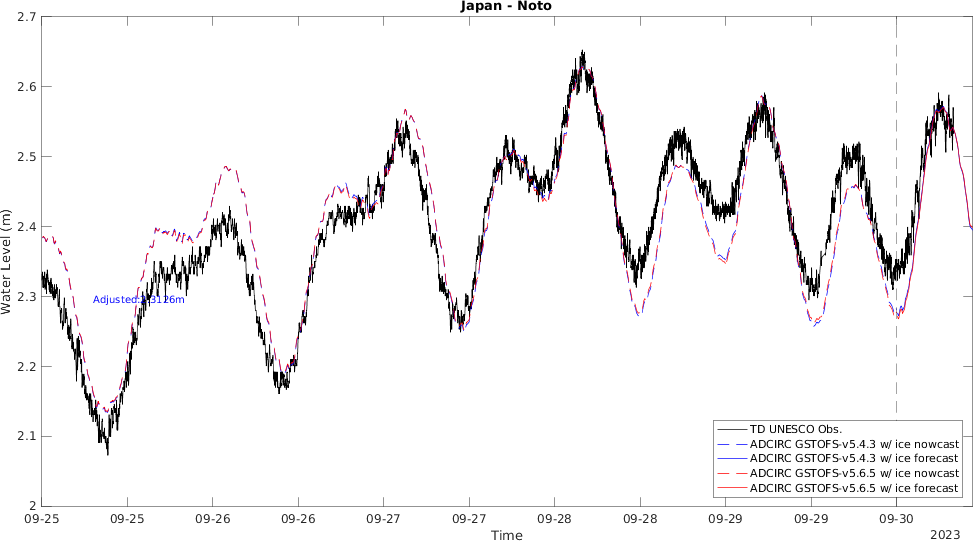 Japan - Noto
2.7
2.6
2.5
2.4
2.3
2.2
2.1
2
Water Level (m)
09-25
09-25
09-26
09-26
09-27
09-27
09-28
09-28
09-29
09-29
09-30
Time
2023
TD UNESCO Obs.
ADCIRC GSTOFS-v5.4.3 w/ ice nowcast
ADCIRC GSTOFS-v5.4.3 w/ ice forecast
ADCIRC GSTOFS-v5.6.5 w/ ice nowcast
ADCIRC GSTOFS-v5.6.5 w/ ice forecast